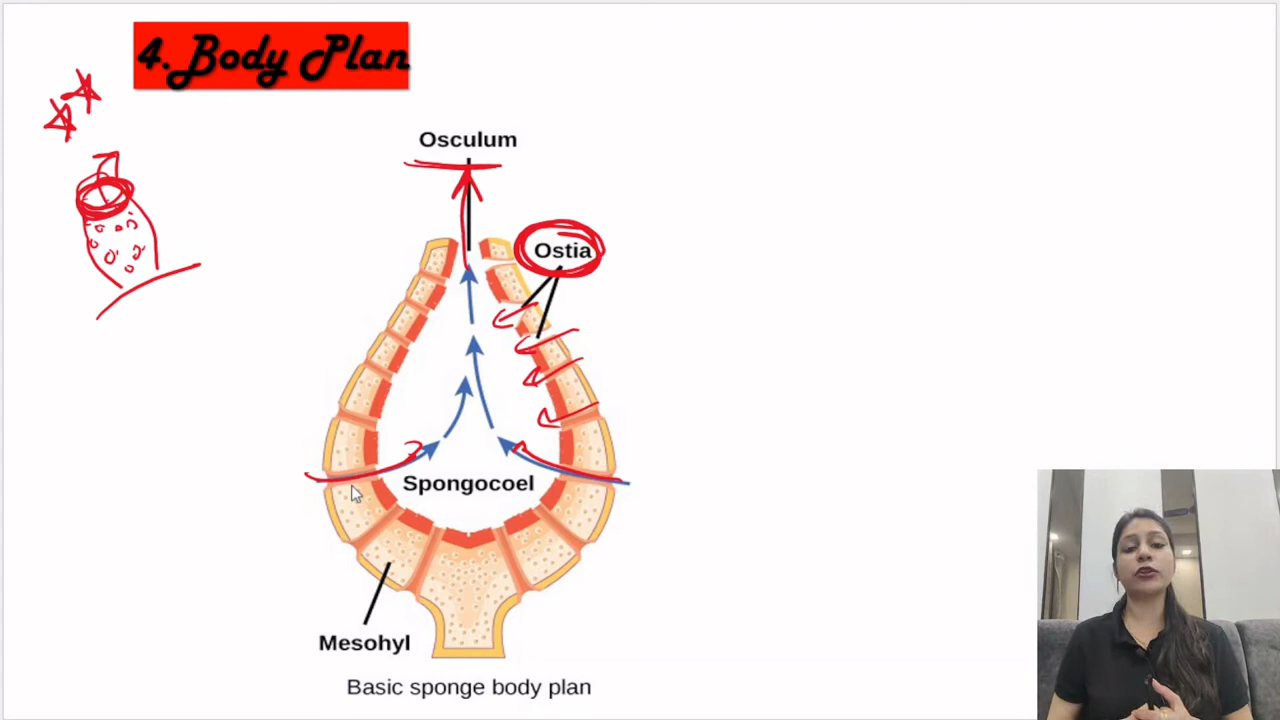 4. Body Plan
Osculum
Ostia
Spongocoel
Mesohyl
Basic sponge body plan